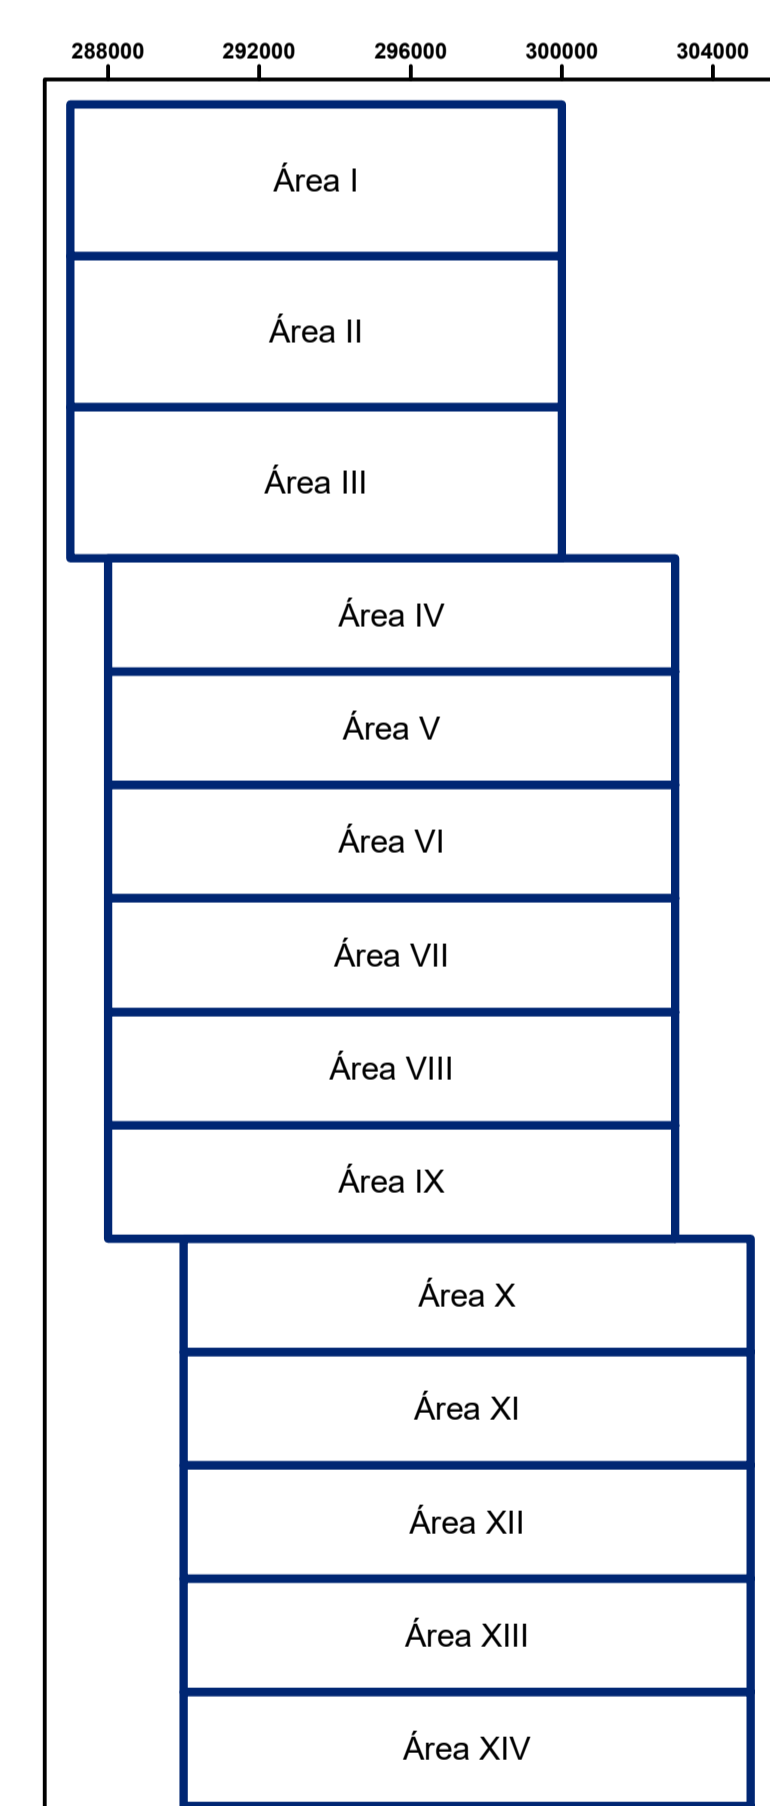 288000 292000 296000 300000 304000
Área I
Área II
Área III
Área IV
Área V
Área VI
Área VII
Área VIII
Área IX
Área X
Área XI
Área XII
Área XIII
Área XIV